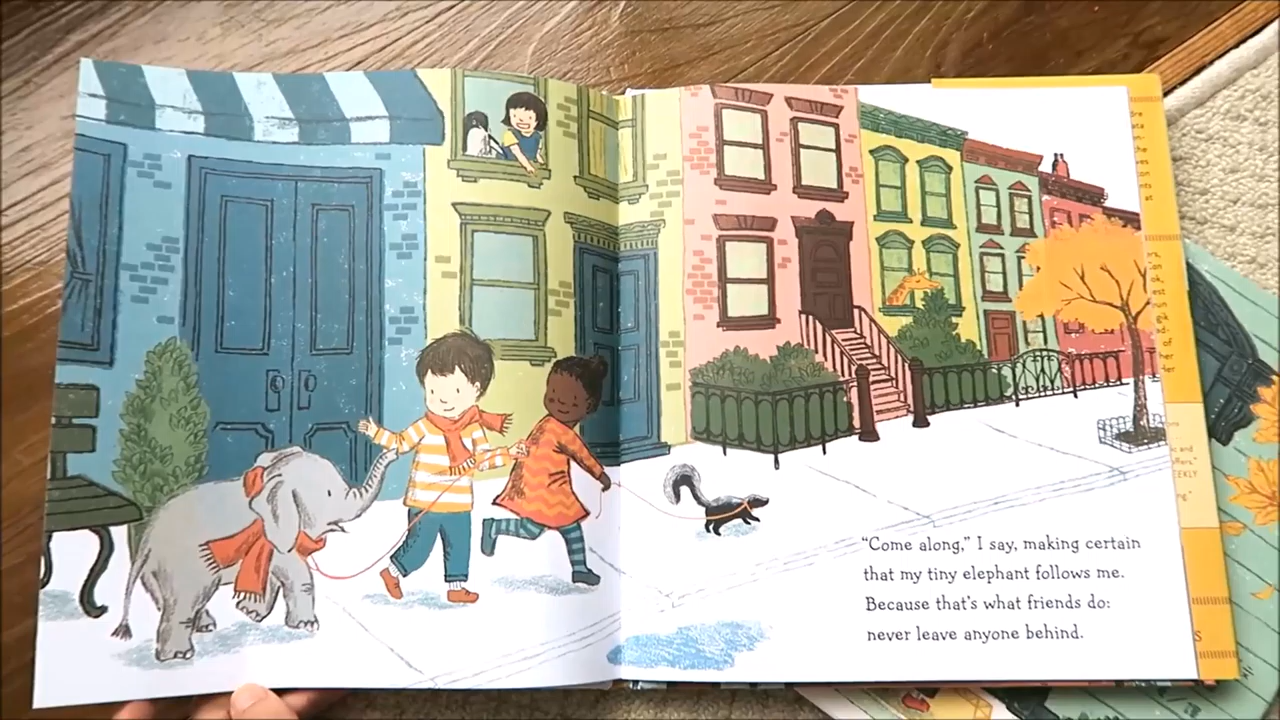 “Come along,” I say, making certain
that my tiny elephant follows me.
Because that’s what friends do:
never leave anyone behind.